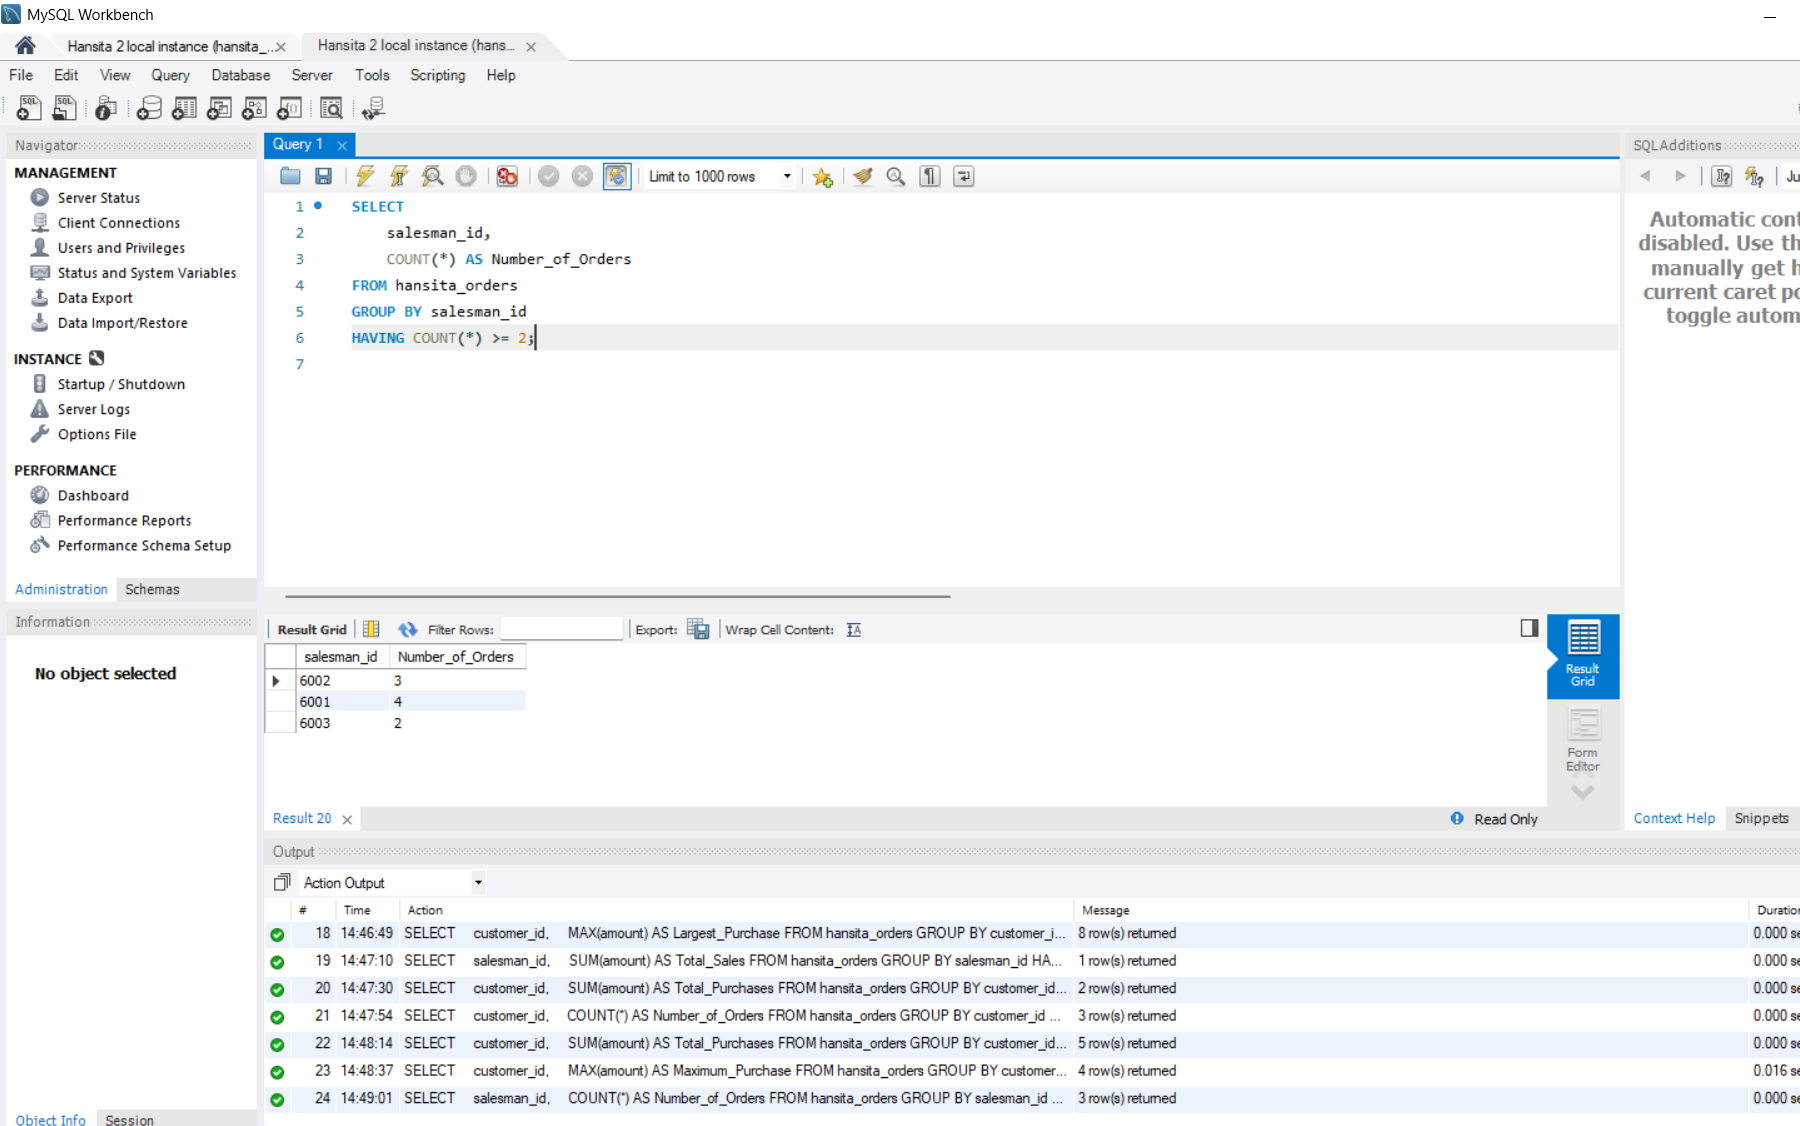 MySQL Workbench
Hansita 2 local instance (hansita_...
Hansita 2 local instance (hans...
File Edit View Query Database Server Tools Scripting Help
Navigator
MANAGEMENT
Server Status
Client Connections
Users and Privileges
Status and System Variables
Data Export
Data Import/Restore
INSTANCE
Startup / Shutdown
Server Logs
Options File
PERFORMANCE
Dashboard
Performance Reports
Performance Schema Setup
Administration Schemas
Information
No object selected
Object Info Session
Query 1
Limit to 1000 rows
1 SELECT
2 salesman_id,
3 COUNT(*) AS Number_of_Orders
4 FROM hansita_orders
5 GROUP BY salesman_id
6 HAVING COUNT(*) >= 2;
7
Result Grid Filter Rows: Export: Wrap Cell Content:
salesman_id Number_of_Orders
6002 3
6001 4
6003 2
Result Grid
Form Editor
Result 20
Read Only
SQLAdditions
Ju
Automatic cont
disabled. Use th
manually get h
current caret po
toggle autom
Context Help Snippets
Output
Action Output
# Time Action Message Duration
18 14:46:49 SELECT customer_id, MAX(amount) AS Largest_Purchase FROM hansita_orders GROUP BY customer_i... 8 row(s) returned 0.000 se
19 14:47:10 SELECT salesman_id, SUM(amount) AS Total_Sales FROM hansita_orders GROUP BY salesman_id HA... 1 row(s) returned 0.000 se
20 14:47:30 SELECT customer_id, SUM(amount) AS Total_Purchases FROM hansita_orders GROUP BY customer_id... 2 row(s) returned 0.000 se
21 14:47:54 SELECT customer_id, COUNT(*) AS Number_of_Orders FROM hansita_orders GROUP BY customer_id ... 3 row(s) returned 0.000 se
22 14:48:14 SELECT customer_id, SUM(amount) AS Total_Purchases FROM hansita_orders GROUP BY customer_id... 5 row(s) returned 0.000 se
23 14:48:37 SELECT customer_id, MAX(amount) AS Maximum_Purchase FROM hansita_orders GROUP BY customer... 4 row(s) returned 0.016 se
24 14:49:01 SELECT salesman_id, COUNT(*) AS Number_of_Orders FROM hansita_orders GROUP BY salesman_id ... 3 row(s) returned 0.000 se